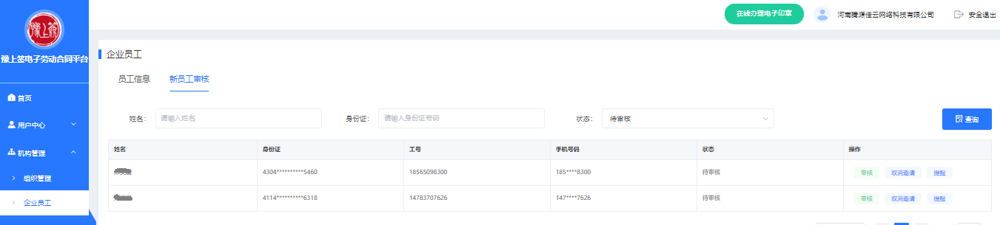 在线办理电子印章
河南腾源佳云网络科技有限公司
安全退出
豫上签
豫上签电子劳动合同平台
首页
用户中心
机构管理
组织管理
企业员工
企业员工
员工信息 新员工审核
姓名： 请输入姓名 身份证： 请输入身份证号码 状态： 待审核 查询
姓名 身份证 工号 手机号码 状态 操作
4304**********5460 18565098300 185****8300 待审核 审核 取消邀请 提醒
4114**********6318 14783707626 147****7626 待审核 审核 取消邀请 提醒